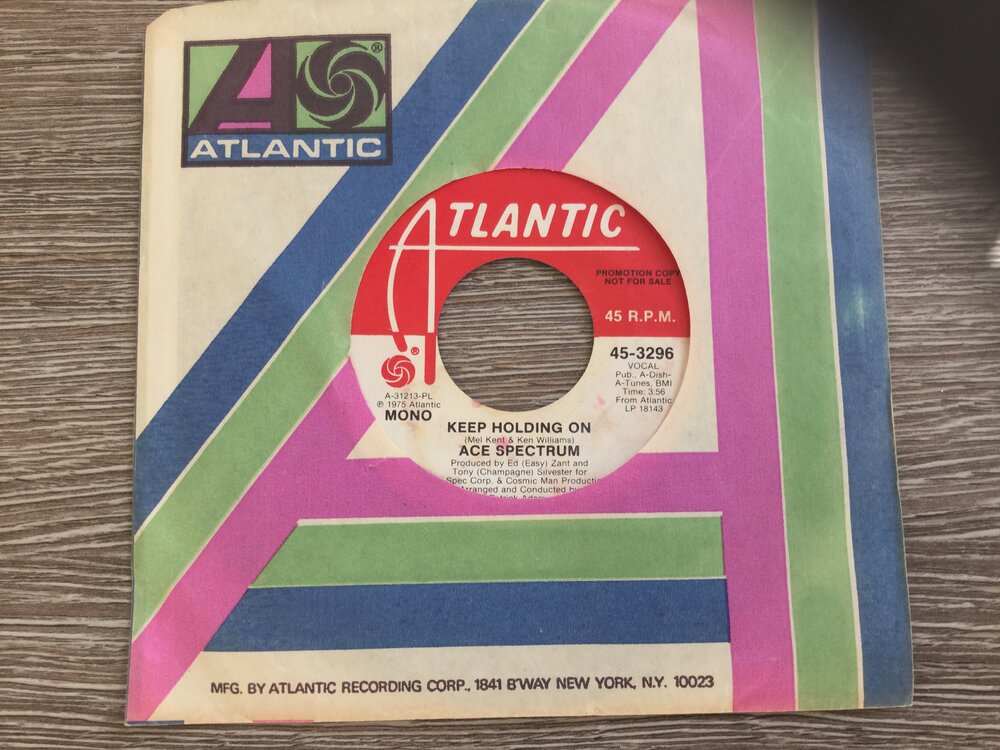 ATLANTIC
ATLANTIC
PROMOTION COPY
NOT FOR SALE
45 R.P.M.
45-3296
VOCAL
Pub., A-Dish-
A-Tunes, BMI
Time: 3:56
From Atlantic
LP 18143
A-31213-PL
℗ 1975 Atlantic
MONO
KEEP HOLDING ON
(Mel Kent & Ken Williams)
ACE SPECTRUM
Produced by Ed (Easy) Zant and
Tony (Champagne) Silvester for
Spec Corp. & Cosmic Man
Arranged and Conducted by
MFG. BY ATLANTIC RECORDING CORP., 1841 B'WAY NEW YORK, N.Y. 10023